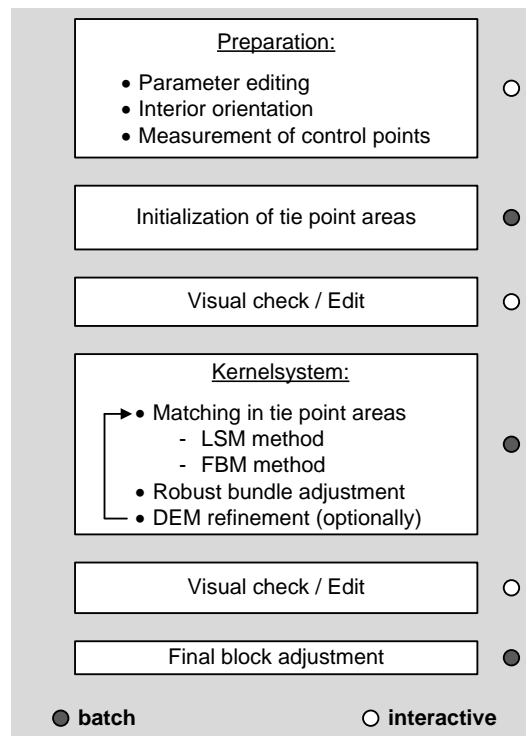 Preparation:
• Parameter editing
• Interior orientation
• Measurement of control points
Initialization of tie point areas
Visual check / Edit
Kernelsystem:
• Matching in tie point areas
- LSM method
- FBM method
• Robust bundle adjustment
• DEM refinement (optionally)
Visual check / Edit
Final block adjustment
batch
interactive